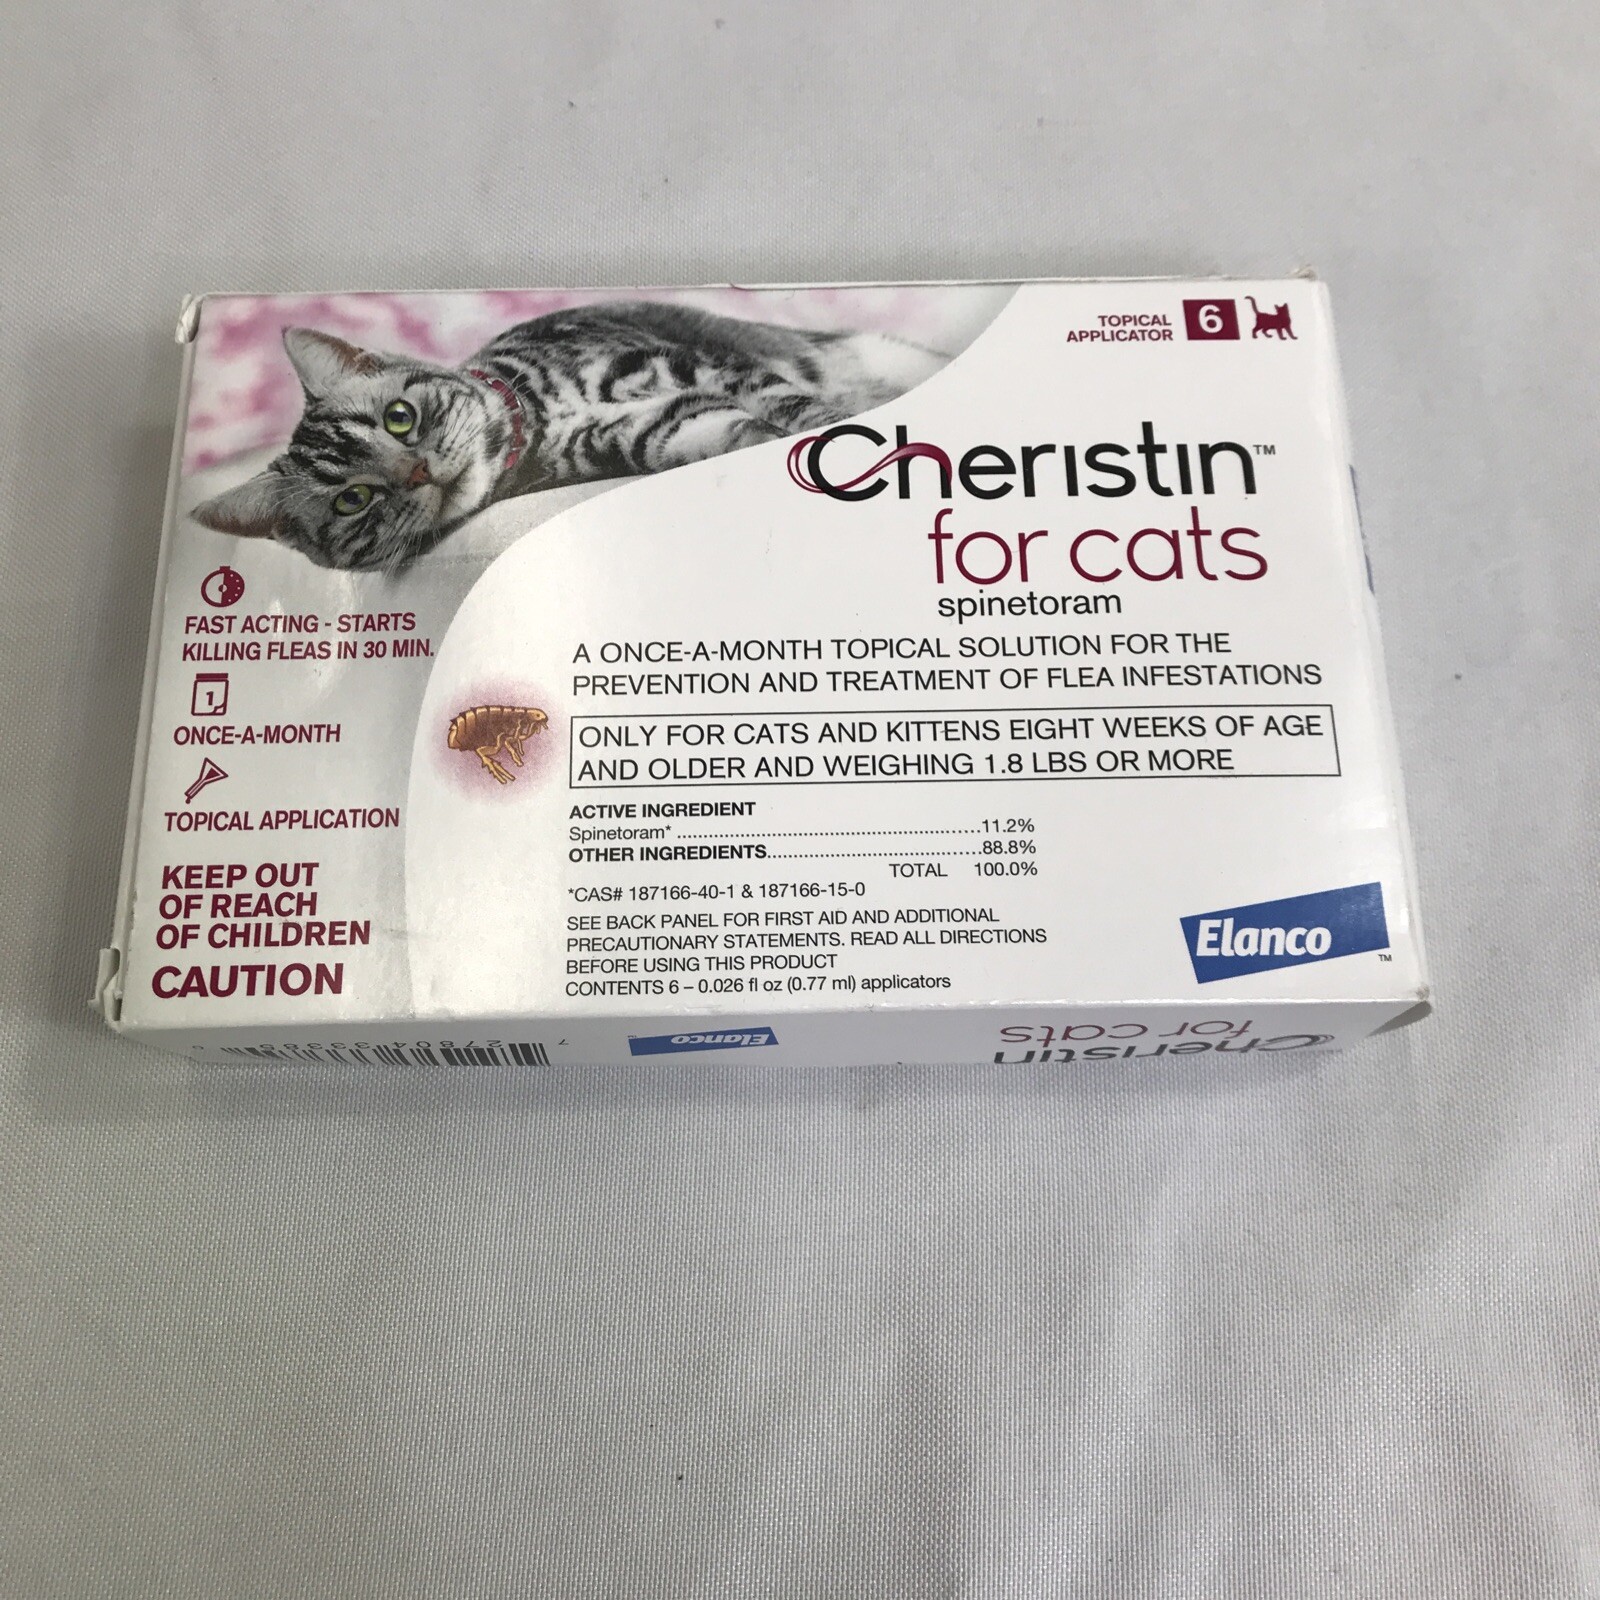 TOPICAL
APPLICATOR
6
Cheristin™
for cats
spinetoram
FAST ACTING - STARTS
KILLING FLEAS IN 30 MIN.
1
ONCE-A-MONTH
TOPICAL APPLICATION
KEEP OUT
OF REACH
OF CHILDREN
CAUTION
A ONCE-A-MONTH TOPICAL SOLUTION FOR THE
PREVENTION AND TREATMENT OF FLEA INFESTATIONS
ONLY FOR CATS AND KITTENS EIGHT WEEKS OF AGE
AND OLDER AND WEIGHING 1.8 LBS OR MORE
ACTIVE INGREDIENT
Spinetoram* ................................................... 11.2%
OTHER INGREDIENTS.................................... 88.8%
TOTAL 100.0%
*CAS# 187166-40-1 & 187166-15-0
SEE BACK PANEL FOR FIRST AID AND ADDITIONAL
PRECAUTIONARY STATEMENTS. READ ALL DIRECTIONS
BEFORE USING THIS PRODUCT
CONTENTS 6 – 0.026 fl oz (0.77 ml) applicators
Elanco™
Cheristin
for cats
Elanco™